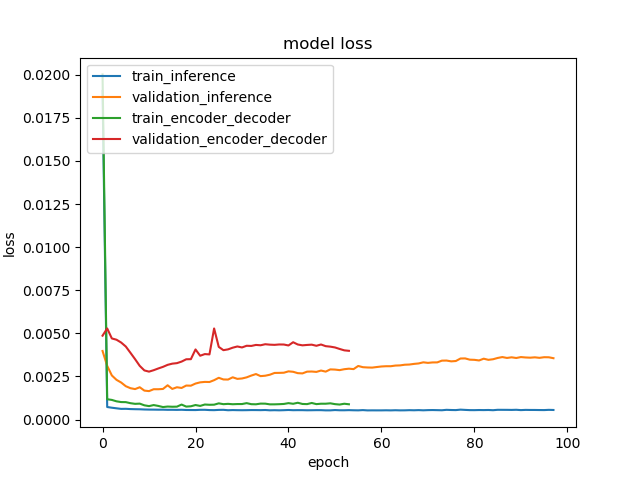 model loss
train_inference
validation_inference
train_encoder_decoder
validation_encoder_decoder
loss
0.0200
0.0175
0.0150
0.0125
0.0100
0.0075
0.0050
0.0025
0.0000
0 20 40 60 80 100
epoch